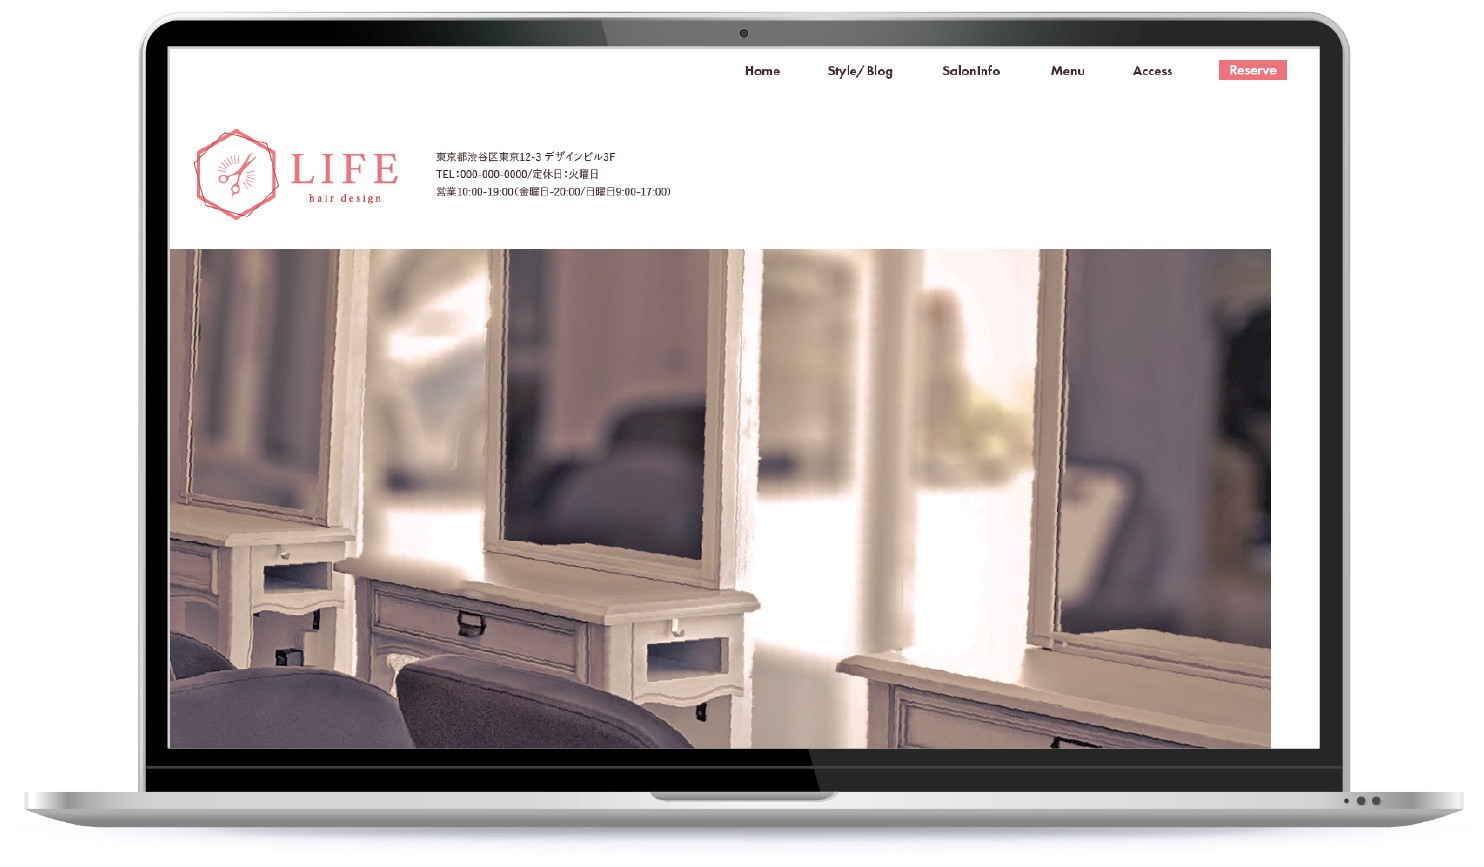 Home Style/Blog SalonInfo Menu Access Reserve
LIFE
hair design
東京都渋谷区東京12-3 デザインビル3F
TEL:000-000-0000/定休日:火曜日
営業10:00-19:00(金曜日-20:00/日曜日9:00-17:00)